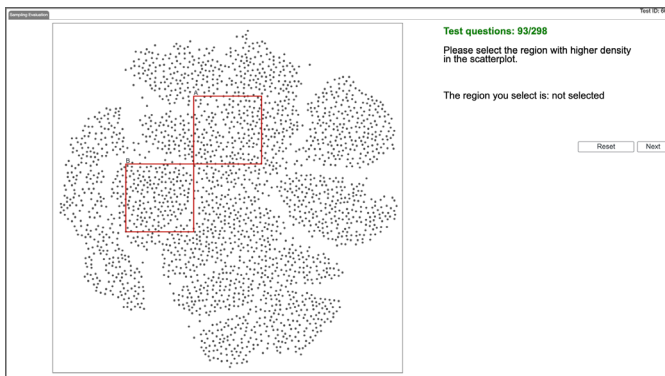 Test ID: 6
Sampling Evaluation
Test questions: 93/298
Please select the region with higher density
in the scatterplot.
A
The region you select is: not selected
Reset
Next
B